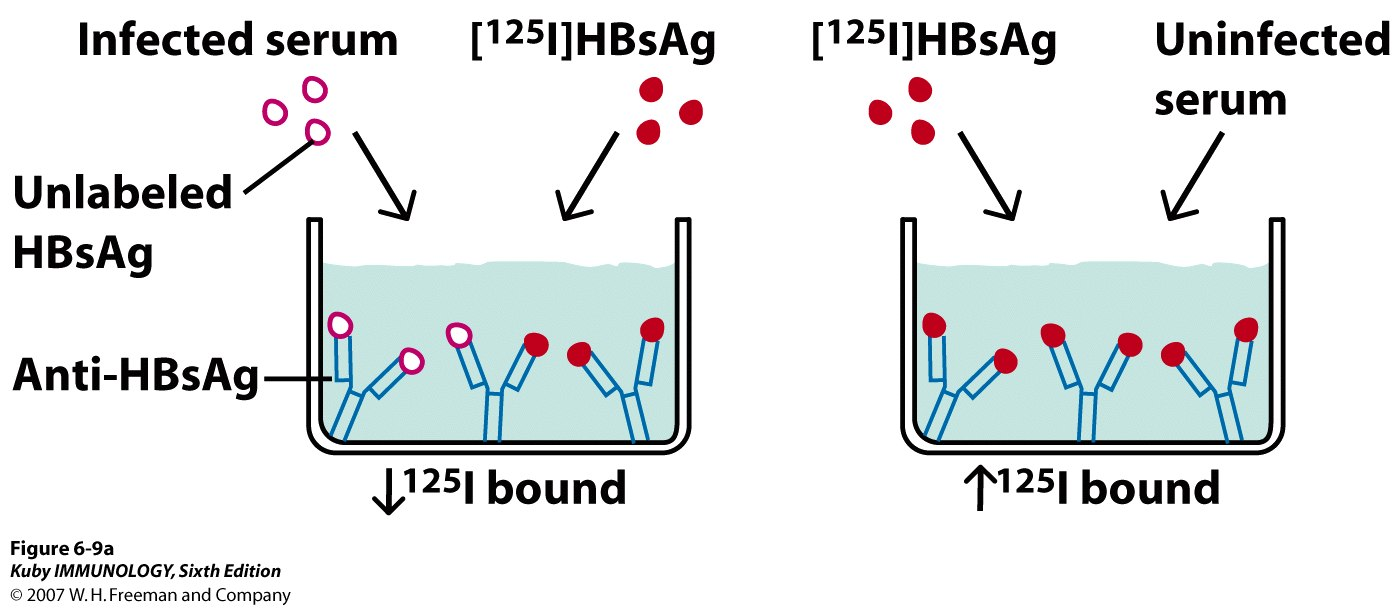 Infected serum
[¹²⁵I]HBsAg
[¹²⁵I]HBsAg
Uninfected
serum
Unlabeled
HBsAg
Anti-HBsAg
↓¹²⁵I bound
↑¹²⁵I bound
Figure 6-9a
Kuby IMMUNOLOGY, Sixth Edition
© 2007 W. H. Freeman and Company